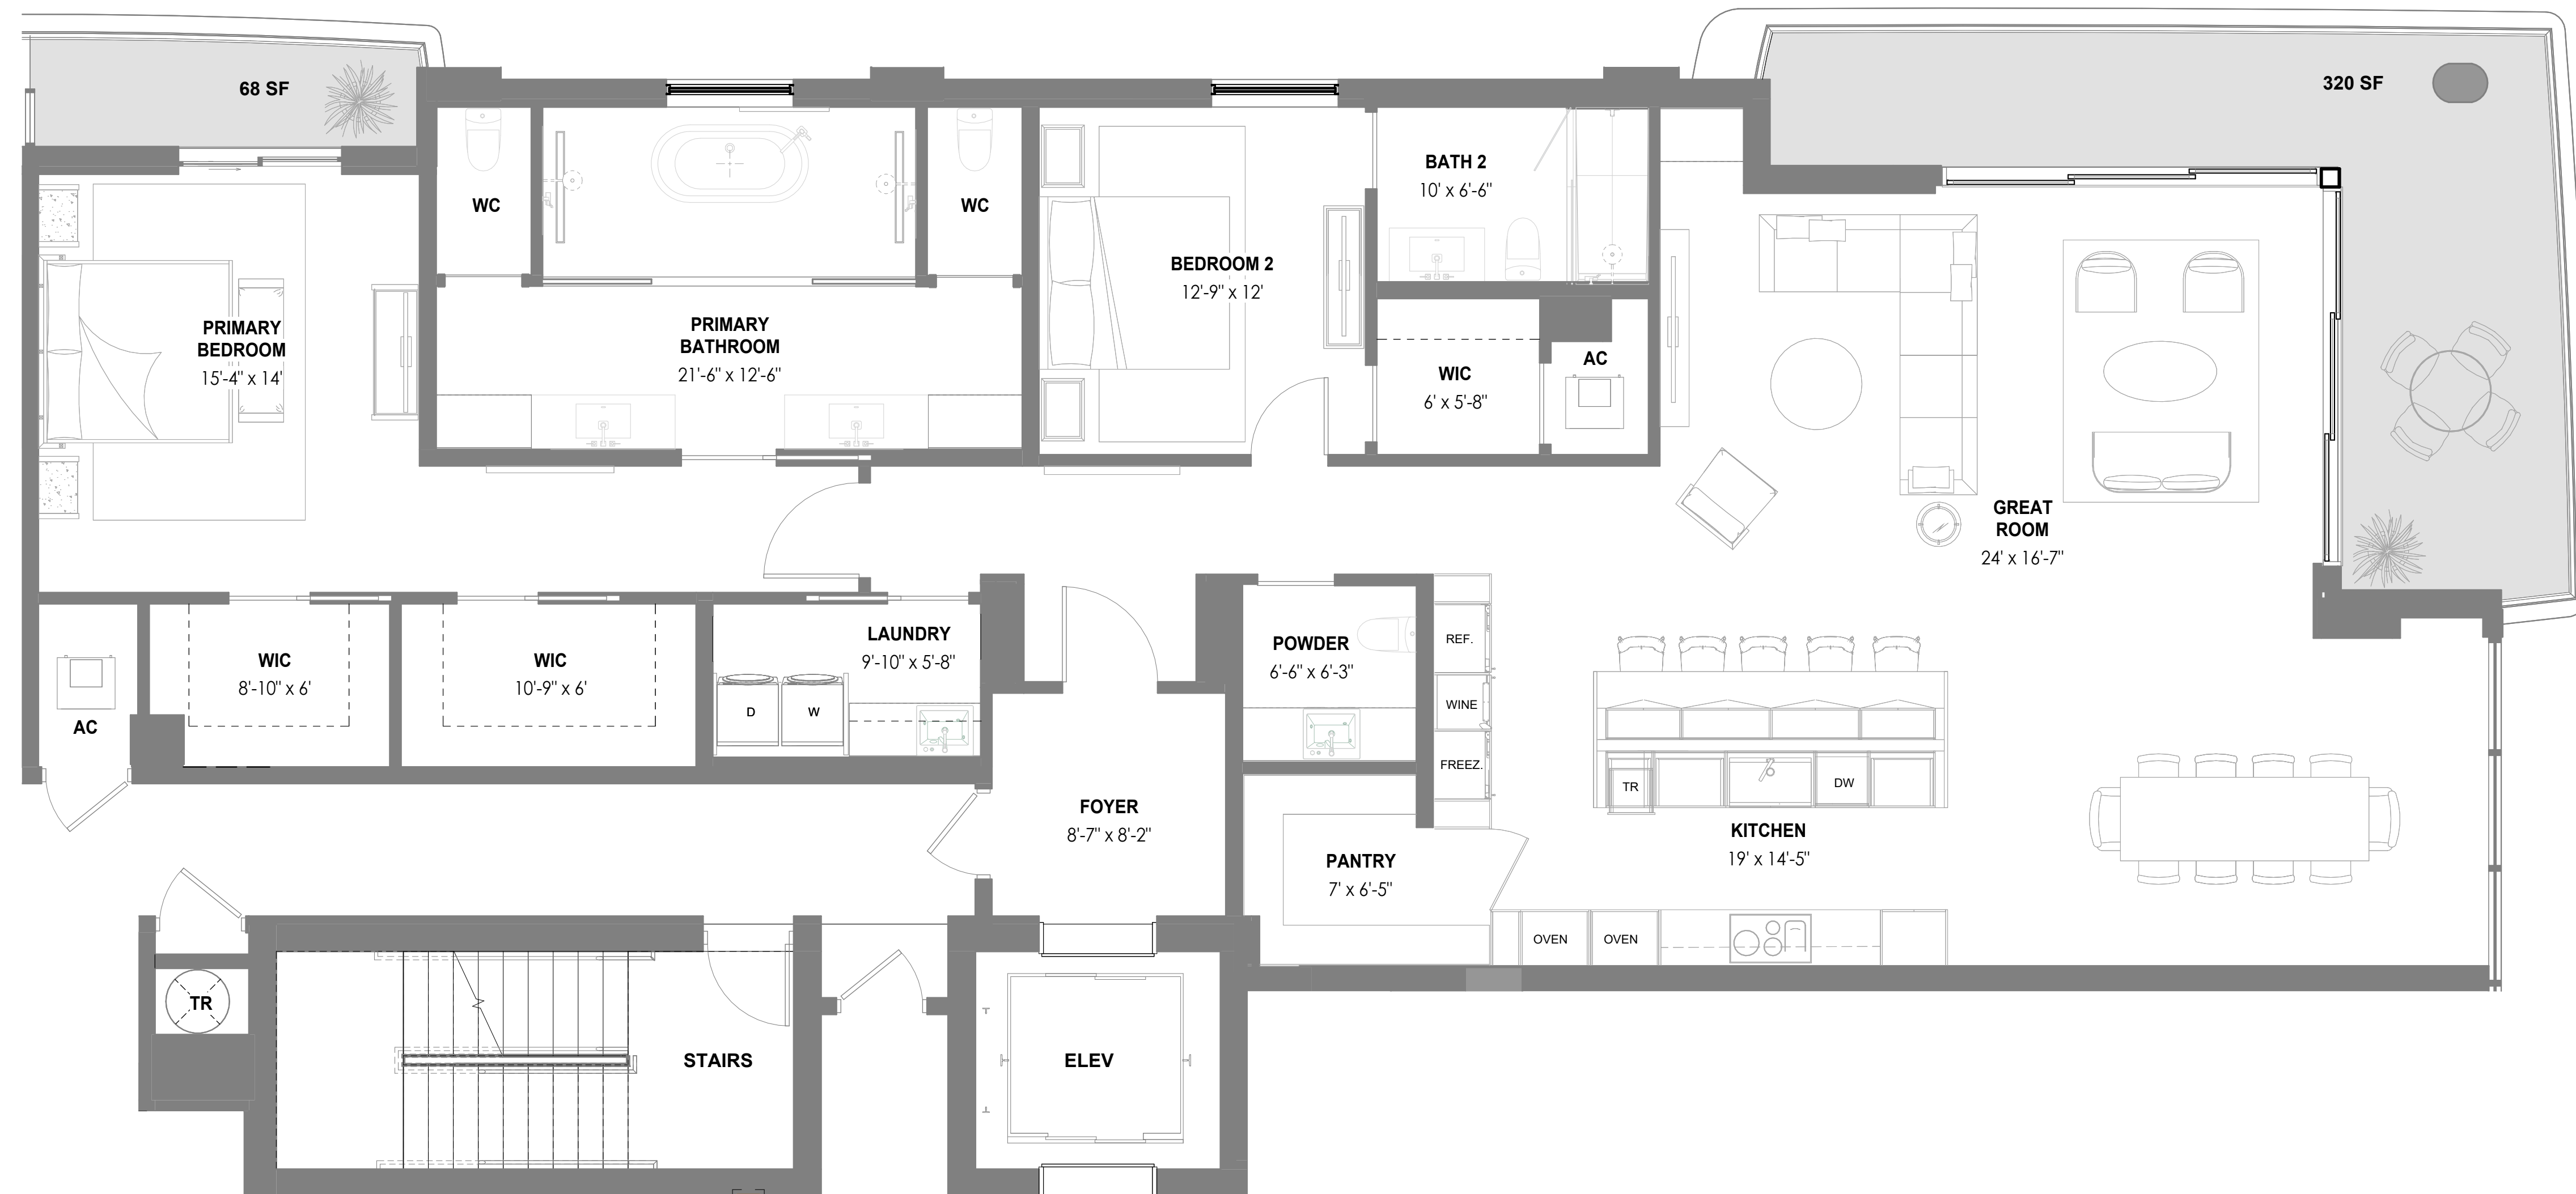 68 SF
320 SF
WC
WC
BATH 2
10' x 6'-6"
BEDROOM 2
12'-9" x 12'
PRIMARY
BEDROOM
15'-4" x 14'
PRIMARY
BATHROOM
21'-6" x 12'-6"
WIC
6' x 5'-8"
AC
GREAT
ROOM
24' x 16'-7"
AC
WIC
8'-10" x 6'
WIC
10'-9" x 6'
LAUNDRY
9'-10" x 5'-8"
D
W
POWDER
6'-6" x 6'-3"
REF.
WINE
FREEZ.
TR
DW
FOYER
8'-7" x 8'-2"
PANTRY
7' x 6'-5"
KITCHEN
19' x 14'-5"
OVEN
OVEN
TR
STAIRS
ELEV